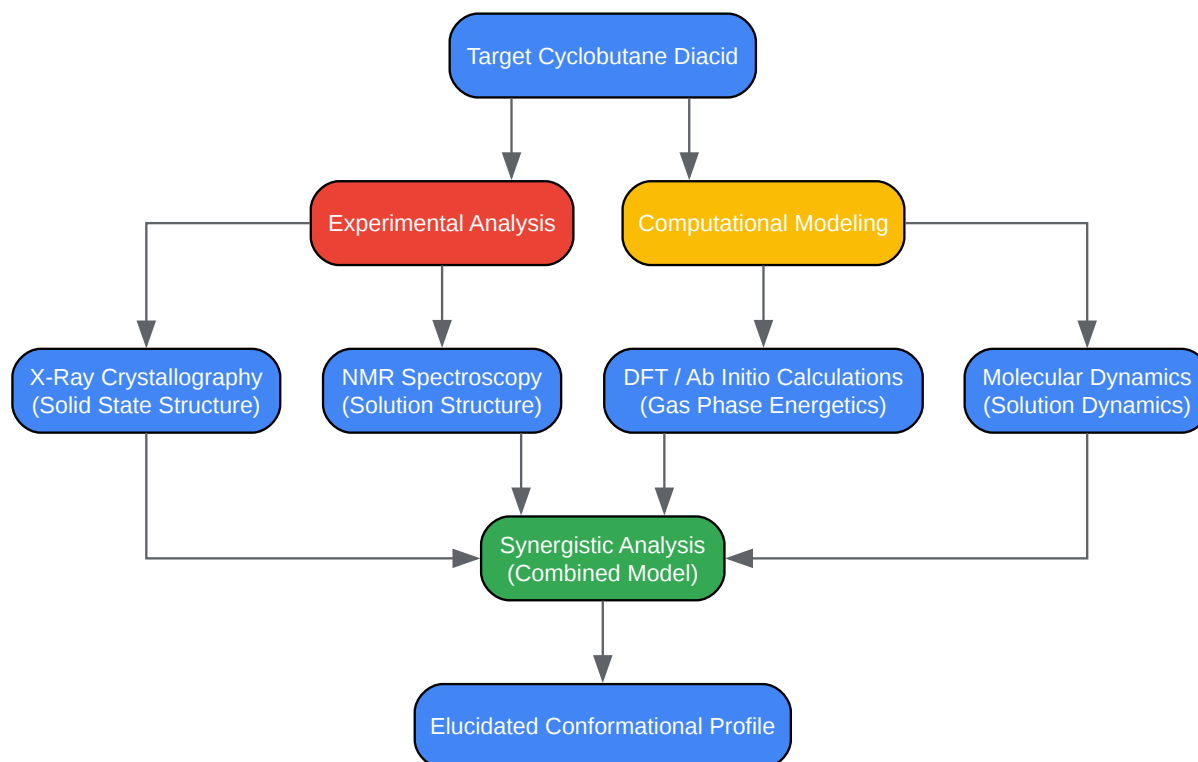 Target Cyclobutane Diacid
Experimental Analysis
Computational Modeling
X-Ray Crystallography
(Solid State Structure)
NMR Spectroscopy
(Solution Structure)
DFT / Ab Initio Calculations
(Gas Phase Energetics)
Molecular Dynamics
(Solution Dynamics)
Synergistic Analysis
(Combined Model)
Elucidated Conformational Profile